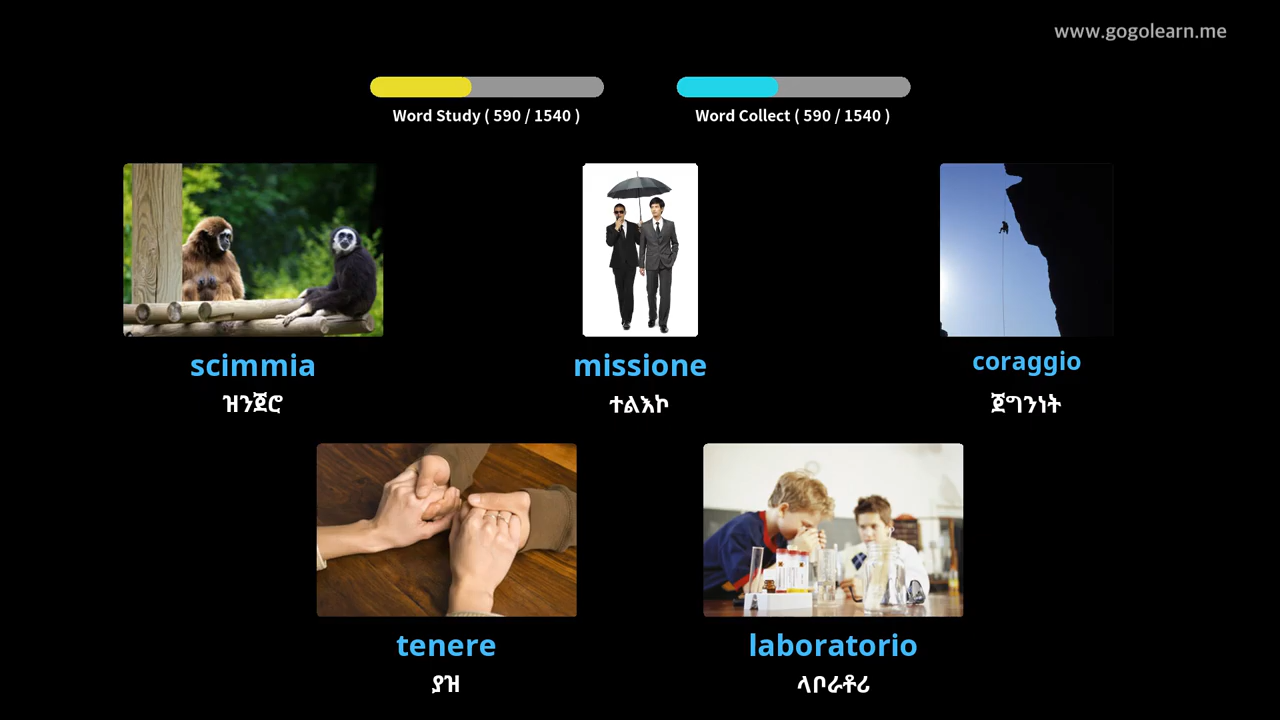 www.gogolearn.me
Word Study ( 590 / 1540 )
Word Collect ( 590 / 1540 )
scimmia
ዝንጀሮ
missione
ተልእኮ
coraggio
ጀግንነት
tenere
ያዝ
laboratorio
ላቦራቶሪ